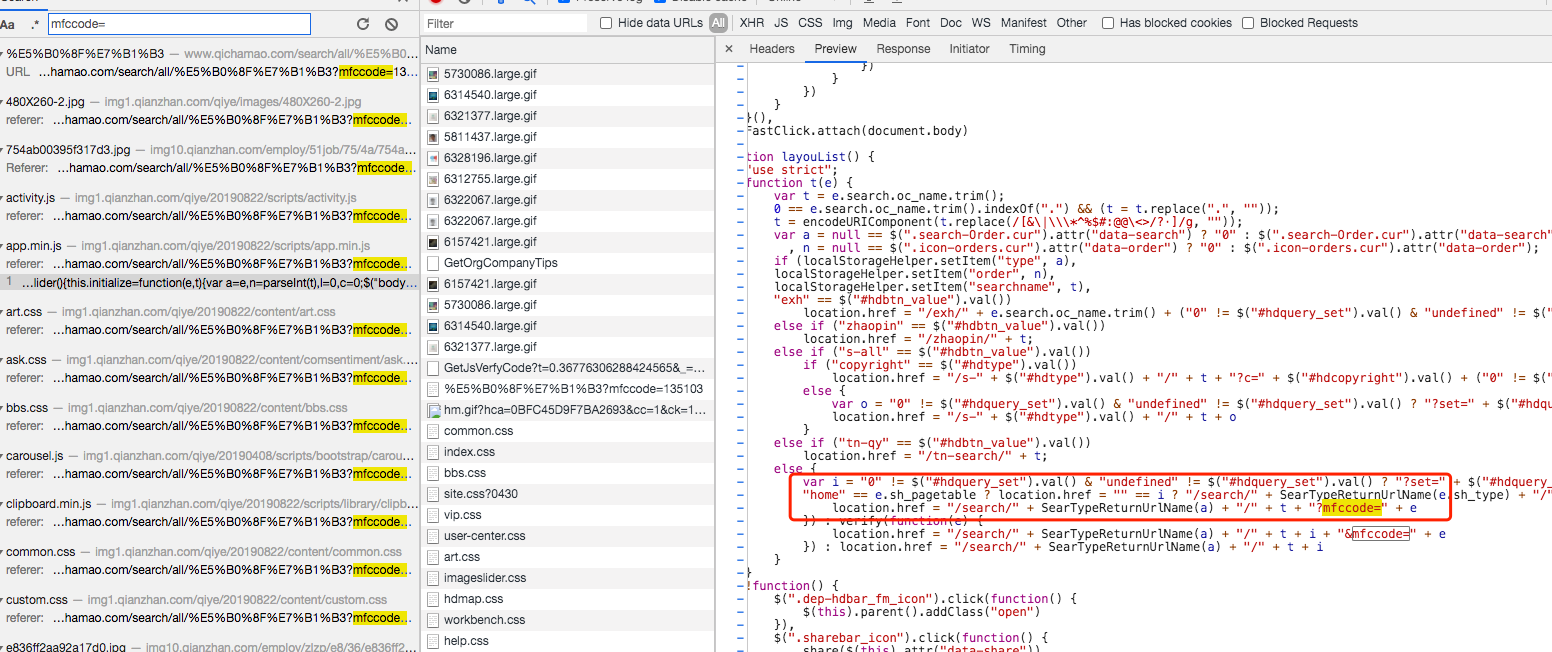 Aa .* mfccode=
%E5%B0%8F%E7%B1%B3 — www.qichamao.com/search/all/%E5%B0…
URL …hamao.com/search/all/%E5%B0%8F%E7%B1%B3?mfccode=13…
480X260-2.jpg — img1.qianzhan.com/qiye/images/480X260-2.jpg
referer: …hamao.com/search/all/%E5%B0%8F%E7%B1%B3?mfccode…
754ab00395f317d3.jpg — img10.qianzhan.com/employ/51job/75/4a/754a…
Referer: …hamao.com/search/all/%E5%B0%8F%E7%B1%B3?mfccode…
activity.js — img1.qianzhan.com/qiye/20190822/scripts/activity.js
referer: …hamao.com/search/all/%E5%B0%8F%E7%B1%B3?mfccode…
app.min.js — img1.qianzhan.com/qiye/20190822/scripts/app.min.js
referer: …hamao.com/search/all/%E5%B0%8F%E7%B1%B3?mfccode…
1 …lider(){this.initialize=function(e,t){var a=e,n=parseInt(t),l=0,c=0;$("body…
art.css — img1.qianzhan.com/qiye/20190822/content/art.css
referer: …hamao.com/search/all/%E5%B0%8F%E7%B1%B3?mfccode…
ask.css — img1.qianzhan.com/qiye/20190822/content/comsentiment/ask.…
referer: …hamao.com/search/all/%E5%B0%8F%E7%B1%B3?mfccode…
bbs.css — img1.qianzhan.com/qiye/20190822/content/bbs.css
referer: …hamao.com/search/all/%E5%B0%8F%E7%B1%B3?mfccode…
carousel.js — img1.qianzhan.com/qiye/20190408/scripts/bootstrap/carou…
referer: …hamao.com/search/all/%E5%B0%8F%E7%B1%B3?mfccode…
clipboard.min.js — img1.qianzhan.com/qiye/20190822/scripts/library/clipb…
referer: …hamao.com/search/all/%E5%B0%8F%E7%B1%B3?mfccode…
common.css — img1.qianzhan.com/qiye/20190822/content/common.css
referer: …hamao.com/search/all/%E5%B0%8F%E7%B1%B3?mfccode…
custom.css — img1.qianzhan.com/qiye/20190822/content/custom.css
referer: …hamao.com/search/all/%E5%B0%8F%E7%B1%B3?mfccode…
e836ff2aa92a17d0.jpg — img10.qianzhan.com/employ/zlzp/e8/36/e836ff2…
Filter Hide data URLs All XHR JS CSS Img Media Font Doc WS Manifest Other Has blocked cookies Blocked Requests
Name
5730086.large.gif
6314540.large.gif
6321377.large.gif
5811437.large.gif
6328196.large.gif
6312755.large.gif
6322067.large.gif
6322067.large.gif
6157421.large.gif
GetOrgCompanyTips
6157421.large.gif
5730086.large.gif
6314540.large.gif
6321377.large.gif
GetJsVerfyCode?t=0.36776306288424565&_=…
%E5%B0%8F%E7%B1%B3?mfccode=135103
hm.gif?hca=0BFC45D9F7BA2693&cc=1&ck=1…
common.css
index.css
bbs.css
site.css?0430
vip.css
user-center.css
art.css
imageslider.css
hdmap.css
workbench.css
help.css
× Headers Preview Response Initiator Timing
})
}
})
}
}(),
FastClick.attach(document.body)
tion layouList() {
"use strict";
function t(e) {
var t = e.search.oc_name.trim();
0 == e.search.oc_name.trim().indexOf(".") && (t = t.replace(".", ""));
t = encodeURIComponent(t.replace(/[&\|\\\*^%$#:@@\<>/?·]/g, ""));
var a = null == $(".search-Order.cur").attr("data-search") ? "0" : $(".search-Order.cur").attr("data-search"
, n = null == $(".icon-orders.cur").attr("data-order") ? "0" : $(".icon-orders.cur").attr("data-order");
if (localStorageHelper.setItem("type", a),
localStorageHelper.setItem("order", n),
localStorageHelper.setItem("searchname", t),
"exh" == $("#hdbtn_value").val())
location.href = "/exh/" + e.search.oc_name.trim() + ("0" != $("#hdquery_set").val() & "undefined" != $("
else if ("zhaopin" == $("#hdbtn_value").val())
location.href = "/zhaopin/" + t;
else if ("s-all" == $("#hdbtn_value").val())
if ("copyright" == $("#hdtype").val())
location.href = "/s-" + $("#hdtype").val() + "/" + t + "?c=" + $("#hdcopyright").val() + ("0" != $("
else {
var o = "0" != $("#hdquery_set").val() & "undefined" != $("#hdquery_set").val() ? "?set=" + $("#hdqu
location.href = "/s-" + $("#hdtype").val() + "/" + t + o
}
else if ("tn-qy" == $("#hdbtn_value").val())
location.href = "/tn-search/" + t;
else {
var i = "0" != $("#hdquery_set").val() & "undefined" != $("#hdquery_set").val() ? "?set=" + $("#hdquery_
"home" == e.sh_pagetable ? location.href = "" == i ? "/search/" + SearTypeReturnUrlName(e.sh_type) + "/"
location.href = "/search/" + SearTypeReturnUrlName(a) + "/" + t + "?mfccode=" + e
}) : verify(function(e) {
location.href = "/search/" + SearTypeReturnUrlName(a) + "/" + t + i + "&mfccode=" + e
}) : location.href = "/search/" + SearTypeReturnUrlName(a) + "/" + t + i
}
}
!function() {
$(".dep-hdbar_fm_icon").click(function() {
$(this).parent().addClass("open")
}),
$(".sharebar_icon").click(function() {
share($(this).attr("data-share"))